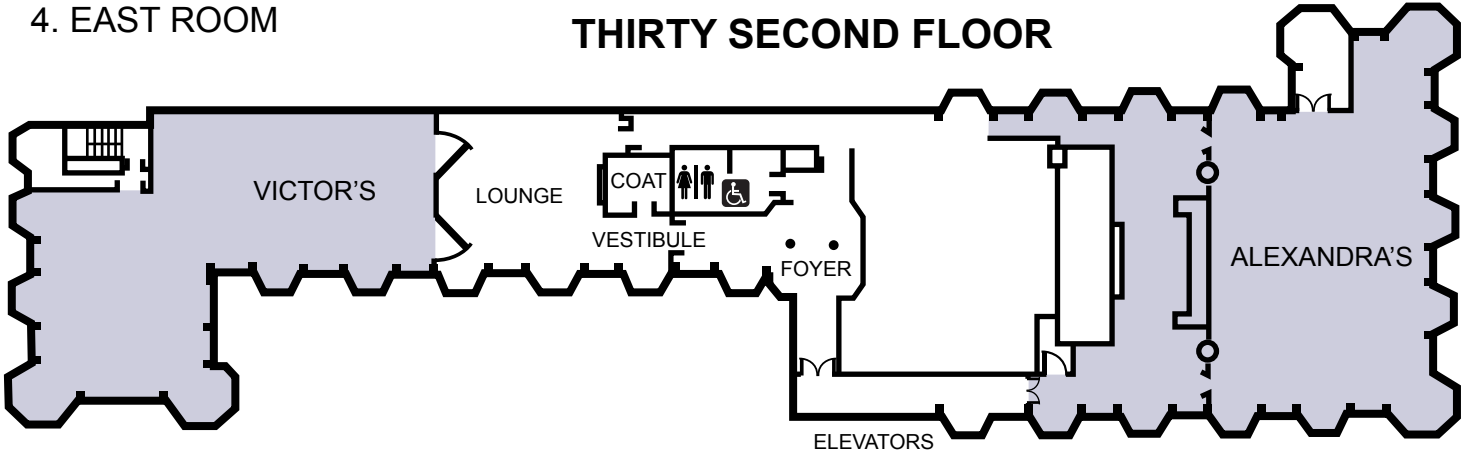 4. EAST ROOM
THIRTY SECOND FLOOR
VICTOR'S
LOUNGE
COAT
VESTIBULE
FOYER
ALEXANDRA'S
ELEVATORS